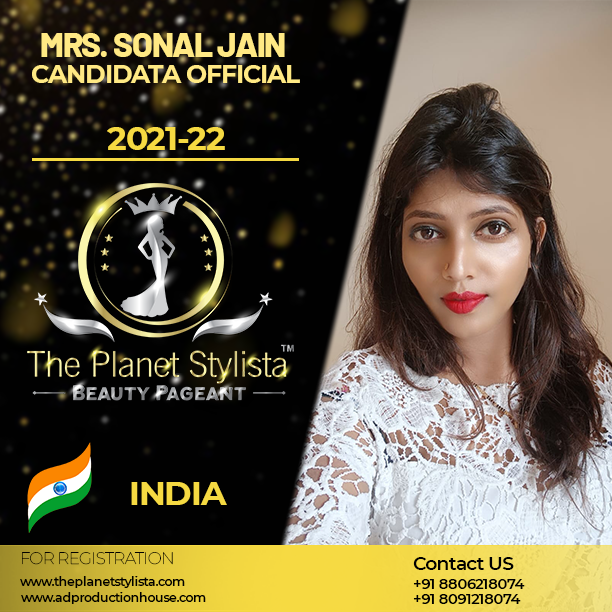 MRS. SONAL JAIN
CANDIDATA OFFICIAL
2021-22
The Planet Stylista™
BEAUTY PAGEANT
INDIA
FOR REGISTRATION
www.theplanetstylista.com
www.adproductionhouse.com
Contact US
+91 8806218074
+91 8091218074